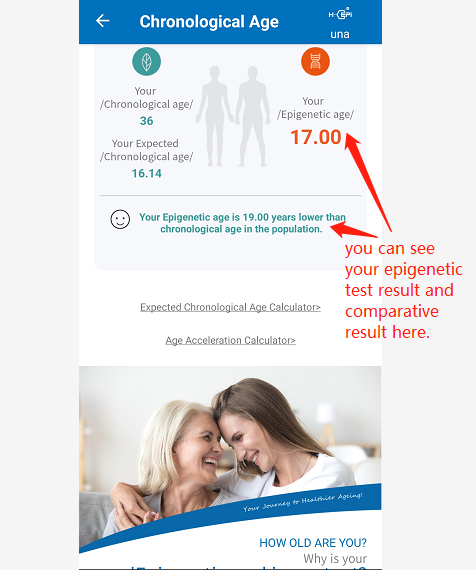 Chronological Age
H-EPi
una
Your
/Chronological age/
36
Your Expected
/Chronological age/
16.14
Your
/Epigenetic age/
17.00
Your Epigenetic age is 19.00 years lower than
chronological age in the population.
you can see
your epigenetic
test result and
comparative
result here.
Expected Chronological Age Calculator>
Age Acceleration Calculator>
Your Journey to Healthier Ageing!
HOW OLD ARE YOU?
Why is your